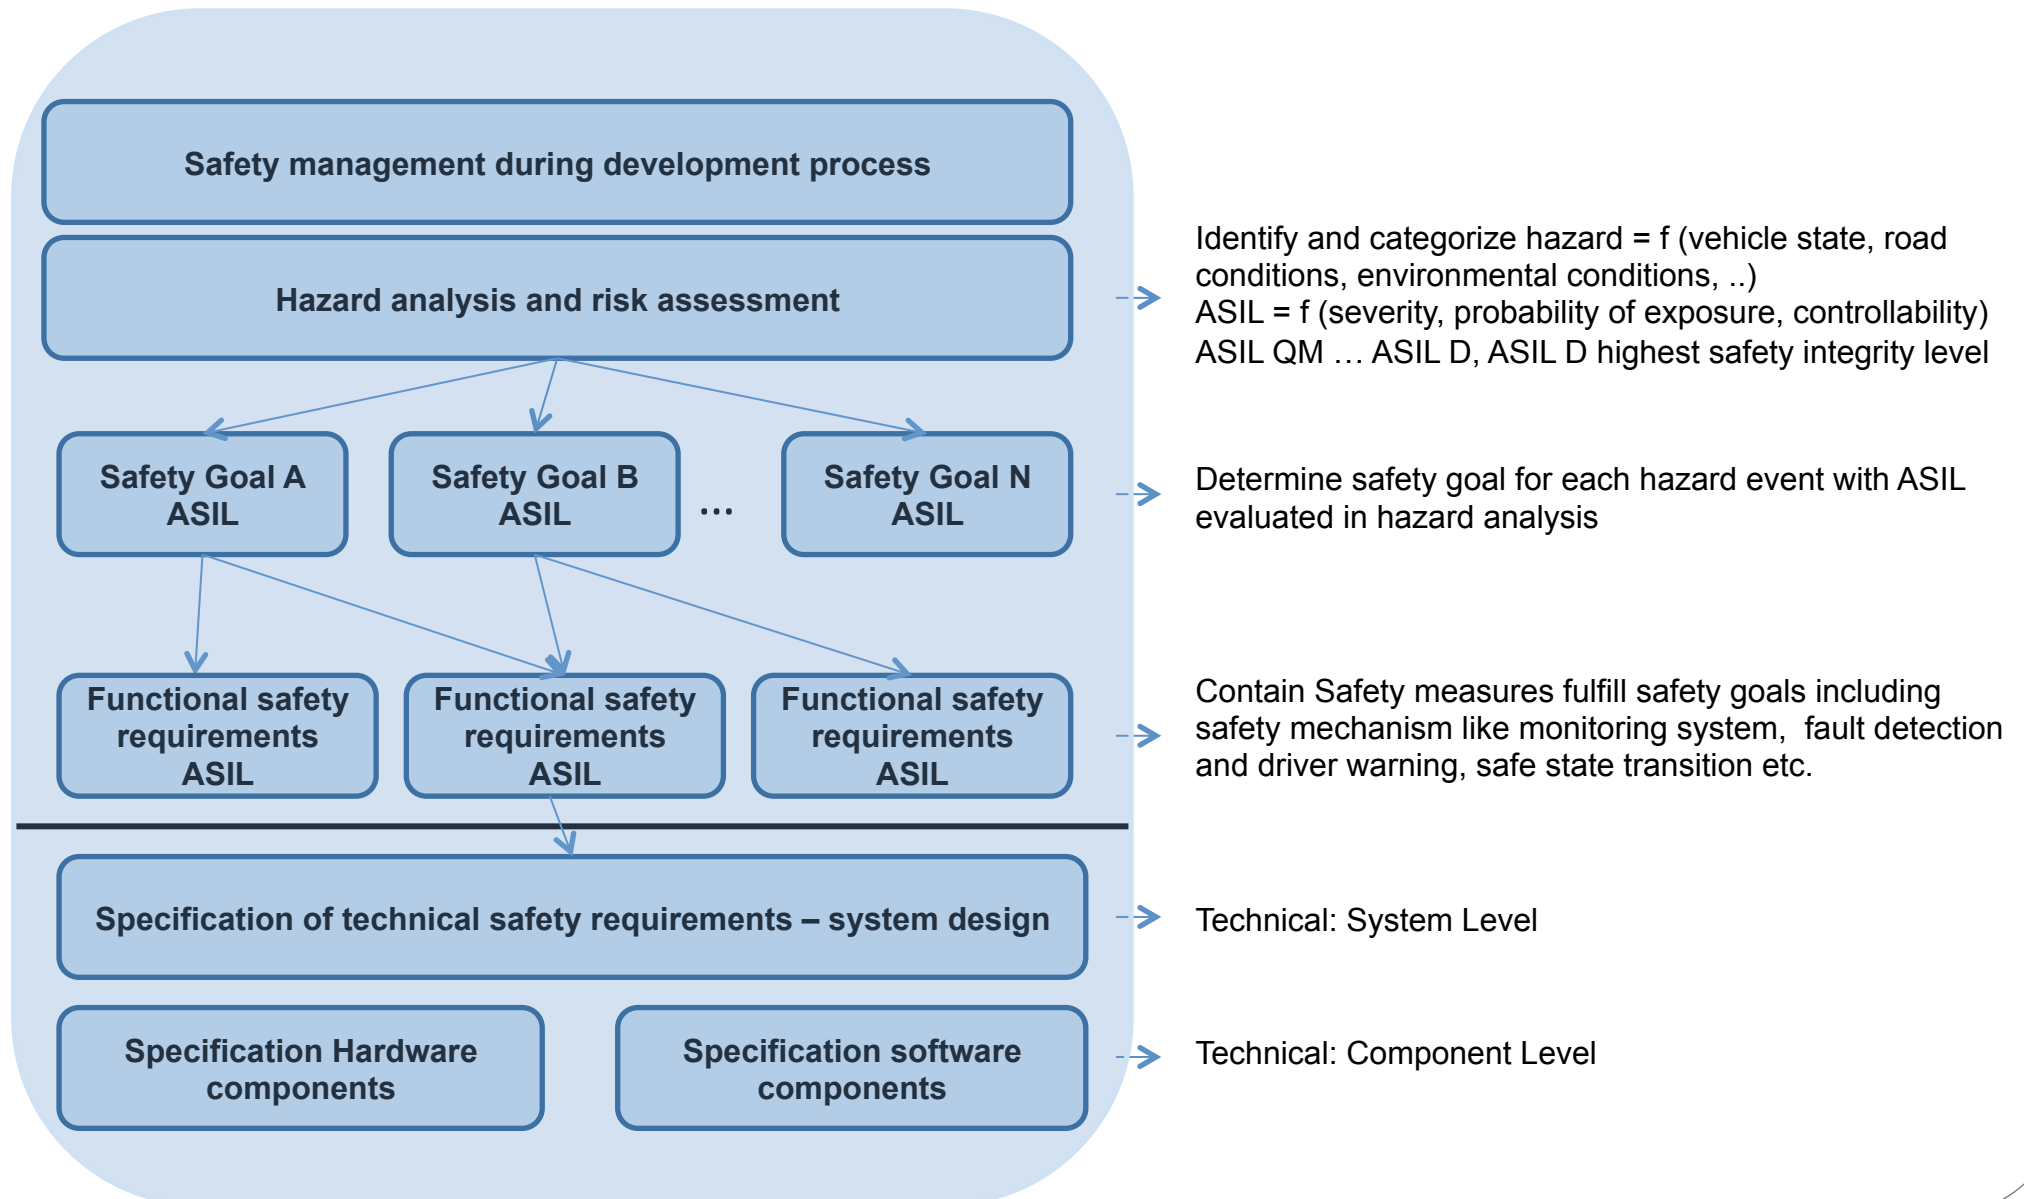 Safety management during development process
Hazard analysis and risk assessment
Identify and categorize hazard = f (vehicle state, road
conditions, environmental conditions, ..)
ASIL = f (severity, probability of exposure, controllability)
ASIL QM … ASIL D, ASIL D highest safety integrity level
Safety Goal A
ASIL
Safety Goal B
ASIL
…
Safety Goal N
ASIL
Determine safety goal for each hazard event with ASIL
evaluated in hazard analysis
Functional safety
requirements
ASIL
Functional safety
requirements
ASIL
Functional safety
requirements
ASIL
Contain Safety measures fulfill safety goals including
safety mechanism like monitoring system,  fault detection
and driver warning, safe state transition etc.
Specification of technical safety requirements – system design
Technical: System Level
Specification Hardware
components
Specification software
components
Technical: Component Level